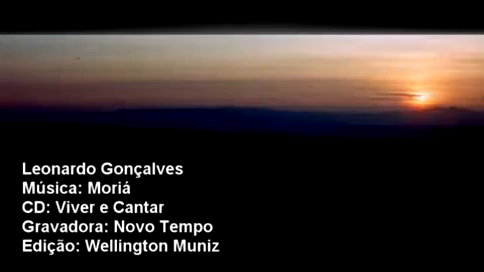 Leonardo Gonçalves
Música: Moriá
CD: Viver e Cantar
Gravadora: Novo Tempo
Edição: Wellington Muniz